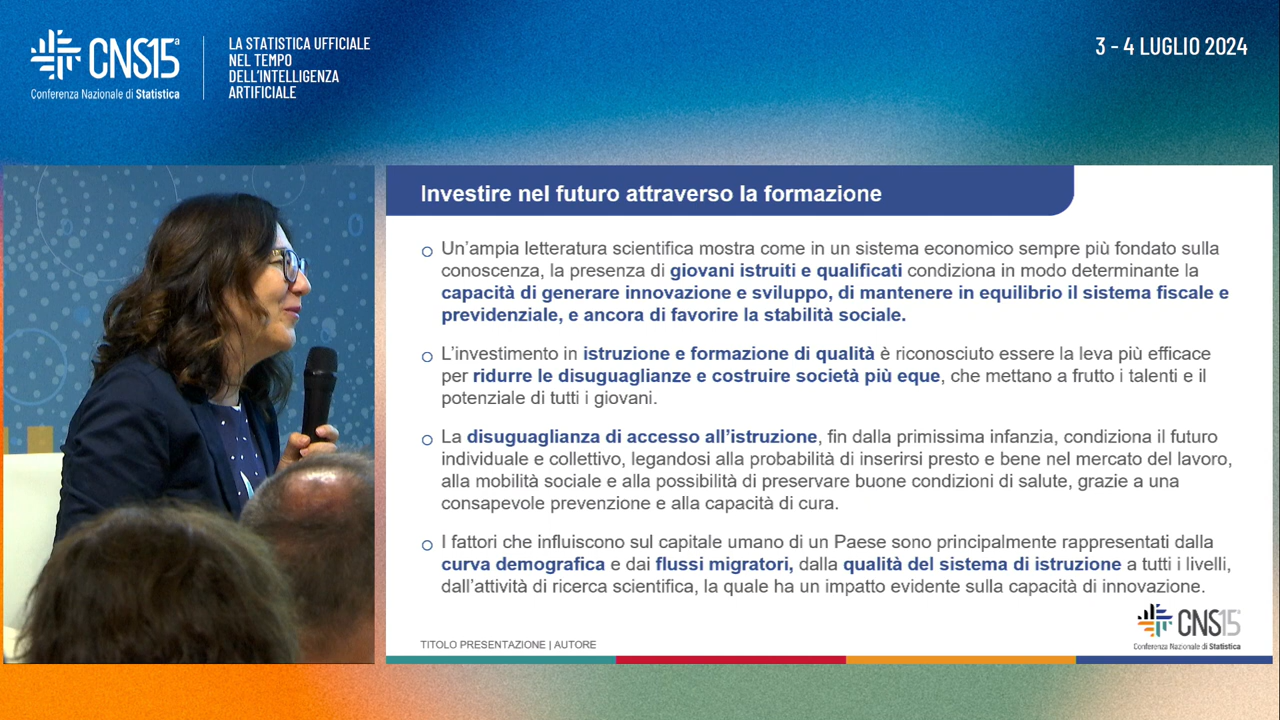 CNS15ª
Conferenza Nazionale di Statistica
LA STATISTICA UFFICIALE
NEL TEMPO
DELL'INTELLIGENZA
ARTIFICIALE
3 - 4 LUGLIO 2024
Investire nel futuro attraverso la formazione
Un'ampia letteratura scientifica mostra come in un sistema economico sempre più fondato sulla
conoscenza, la presenza di giovani istruiti e qualificati condiziona in modo determinante la
capacità di generare innovazione e sviluppo, di mantenere in equilibrio il sistema fiscale e
previdenziale, e ancora di favorire la stabilità sociale.
L'investimento in istruzione e formazione di qualità è riconosciuto essere la leva più efficace
per ridurre le disuguaglianze e costruire società più eque, che mettano a frutto i talenti e il
potenziale di tutti i giovani.
La disuguaglianza di accesso all'istruzione, fin dalla primissima infanzia, condiziona il futuro
individuale e collettivo, legandosi alla probabilità di inserirsi presto e bene nel mercato del lavoro,
alla mobilità sociale e alla possibilità di preservare buone condizioni di salute, grazie a una
consapevole prevenzione e alla capacità di cura.
I fattori che influiscono sul capitale umano di un Paese sono principalmente rappresentati dalla
curva demografica e dai flussi migratori, dalla qualità del sistema di istruzione a tutti i livelli,
dall'attività di ricerca scientifica, la quale ha un impatto evidente sulla capacità di innovazione.
TITOLO PRESENTAZIONE | AUTORE
CNS15ª
Conferenza Nazionale di Statistica